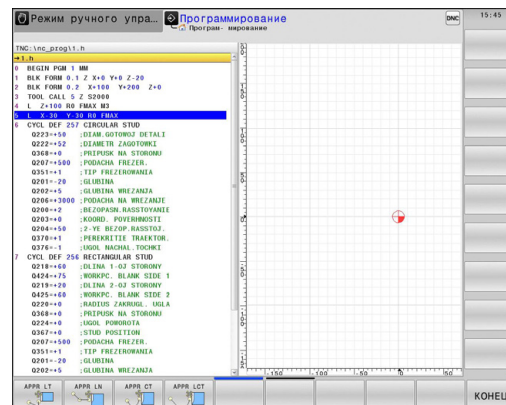 Режим ручного упра…
Программирование
Програм- мирование
DNC
15:45
TNC:\nc_prog\1.h
→1.h
0 BEGIN PGM 1 MM
1 BLK FORM 0.1 Z X+0 Y+0 Z-20
2 BLK FORM 0.2 X+100 Y+200 Z+0
3 TOOL CALL 5 Z S2000
4 L Z+100 R0 FMAX M3
5 L X-30 Y-30 R0 FMAX
6 CYCL DEF 257 CIRCULAR STUD
Q223=+50 ;DIAM.GOTOWOJ DETALI
Q222=+52 ;DIAMETR ZAGOTOWKI
Q368=+0 ;PRIPUSK NA STORONU
Q207=+500 ;PODACHA FREZER.
Q351=+1 ;TIP FREZEROWANIA
Q201=-20 ;GLUBINA
Q202=+5 ;GLUBINA WREZANJA
Q206=+3000 ;PODACHA NA WREZANJE
Q200=+2 ;BEZOPASN.RASSTOYANIE
Q203=+0 ;KOORD. POVERHNOSTI
Q204=+50 ;2-YE BEZOP.RASSTOJ.
Q370=+1 ;PEREKRITIE TRAEKTOR.
Q376=-1 ;UGOL NACHAL.TOCHKI
7 CYCL DEF 256 RECTANGULAR STUD
Q218=+60 ;DLINA 1-OJ STORONY
Q424=+75 ;WORKPC. BLANK SIDE 1
Q219=+20 ;DLINA 2-OJ STORONY
Q425=+60 ;WORKPC. BLANK SIDE 2
Q220=+0 ;RADIUS ZAKRUGL. UGLA
Q368=+0 ;PRIPUSK NA STORONU
Q224=+0 ;UGOL POWOROTA
Q367=+0 ;STUD POSITION
Q207=+500 ;PODACHA FREZER.
Q351=+1 ;TIP FREZEROWANIA
Q201=-20 ;GLUBINA
Q202=+5 ;GLUBINA WREZANJA
50
0
-50
-100
-150 -100 -50 0 50
APPR LT APPR LN APPR CT APPR LCT
КОНЕЦ